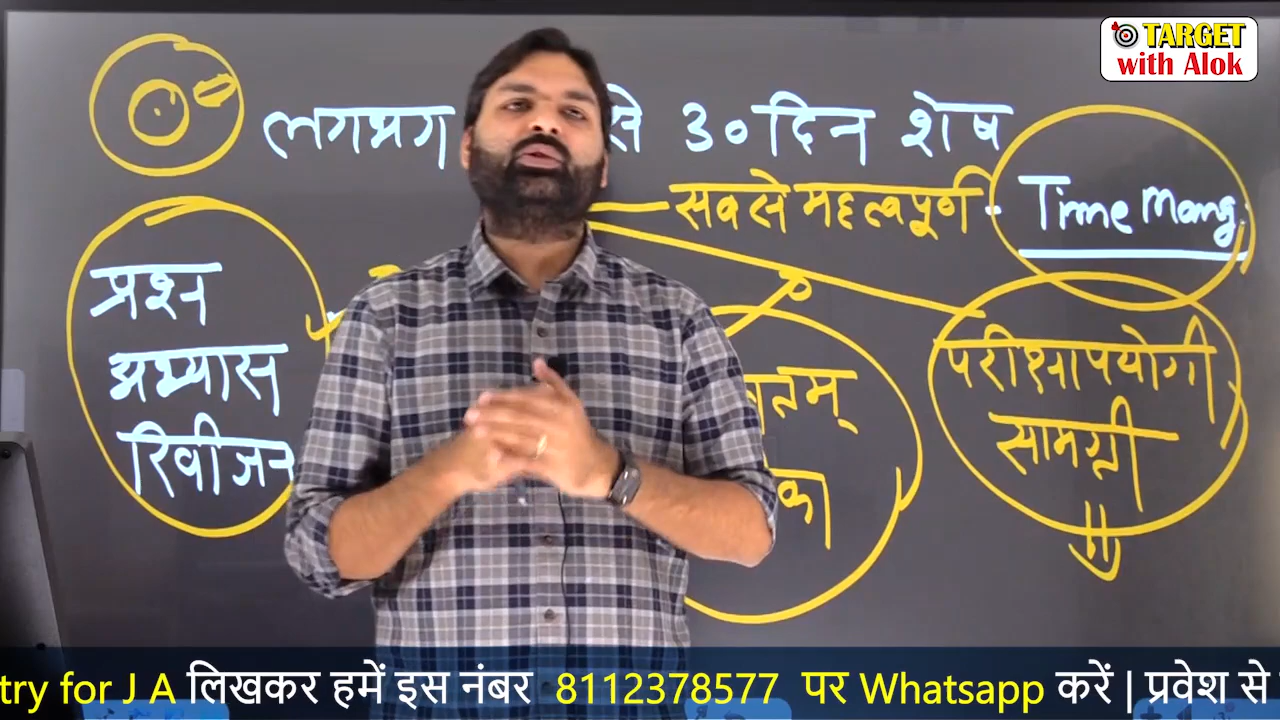 TARGET
with Alok
लगभग से 30 दिन शेष
सबसे महत्वपूर्ण - Time Mang.
प्रश्न
अभ्यास
रिवीजन
परीक्षापयोगी
सामग्री
try for J A लिखकर हमें इस नंबर 8112378577 पर Whatsapp करें | प्रवेश से